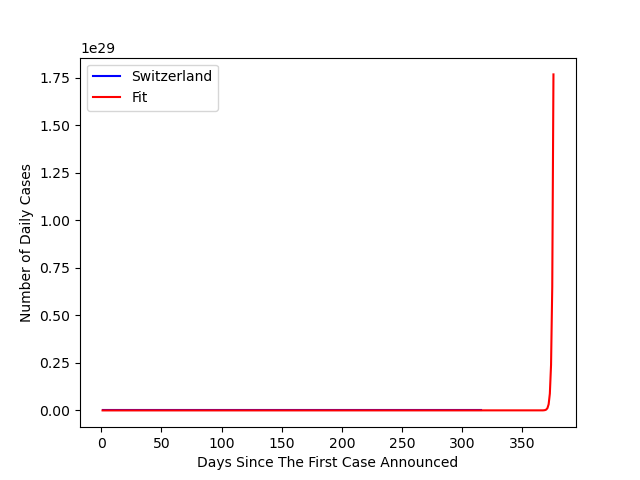 1e29
Switzerland
Fit
1.75
1.50
1.25
1.00
0.75
0.50
0.25
0.00
Number of Daily Cases
0 50 100 150 200 250 300 350
Days Since The First Case Announced